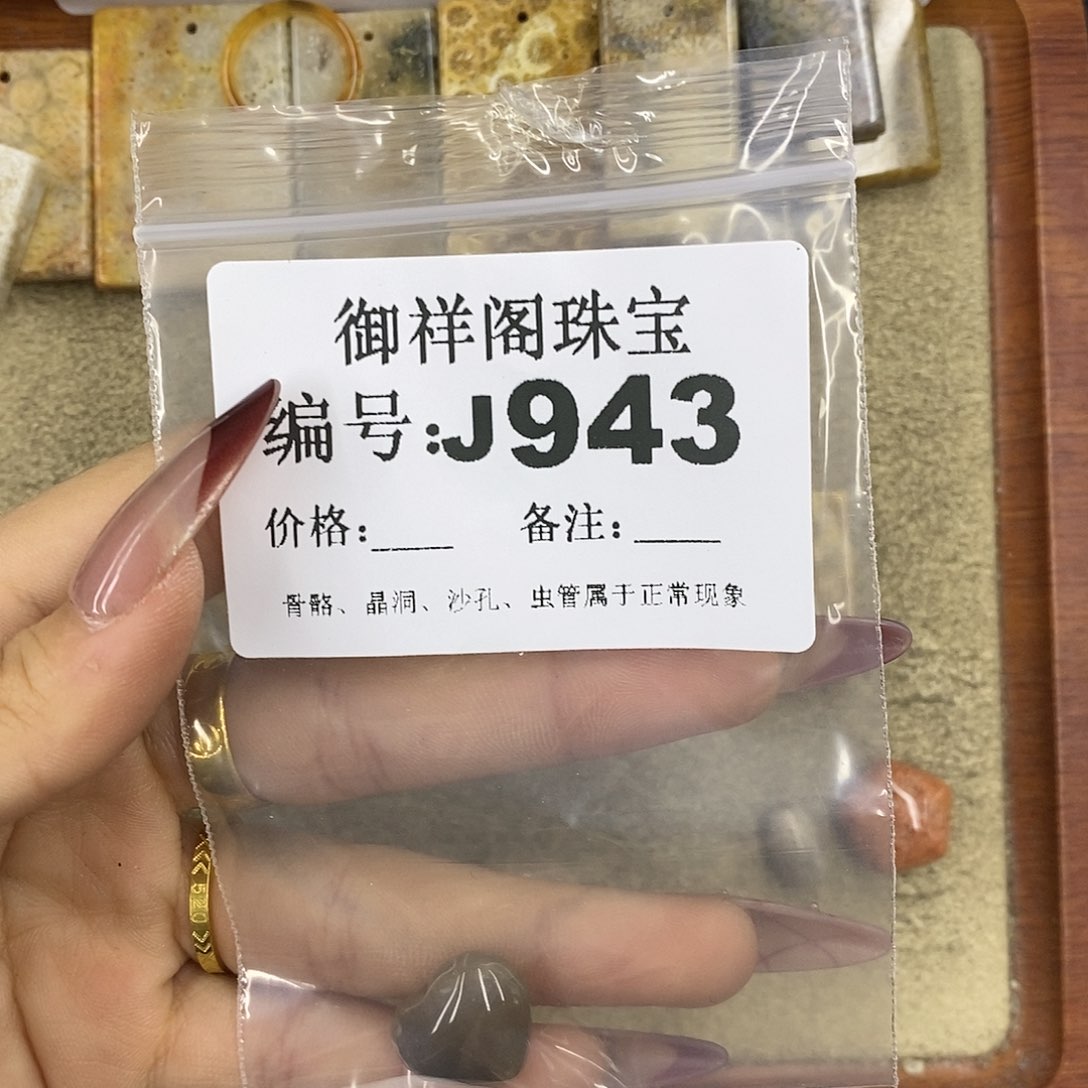 御祥阁珠宝
编号:J943
价格:____ 备注:____
骨骼、晶洞、沙孔、虫管属于正常现象
520